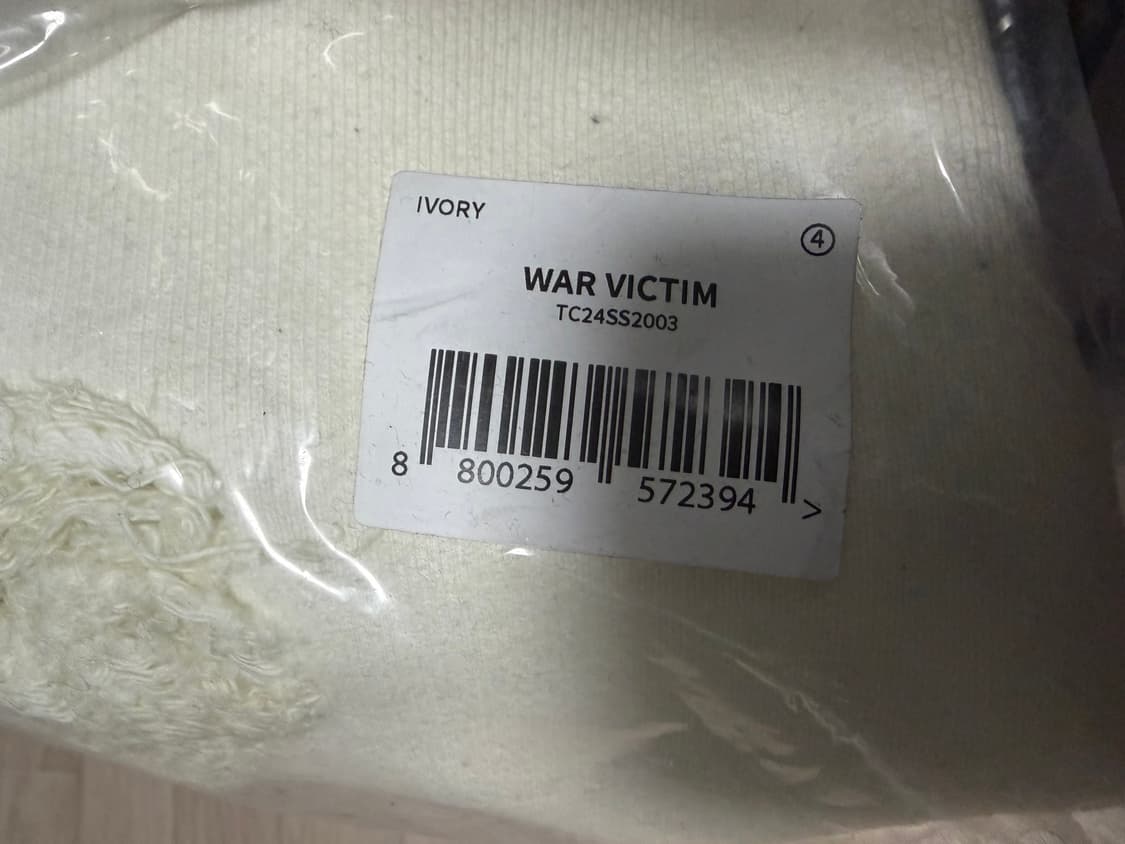 IVORY
④
WAR VICTIM
TC24SS2003
8 800259 572394 >